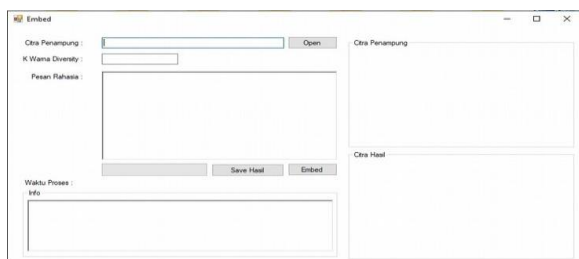 Embed
Citra Penampung :
Open
K Warna Diversity :
Pesan Rahasia :
Save Hasil
Embed
Waktu Proses :
Info
Citra Penampung
Citra Hasil